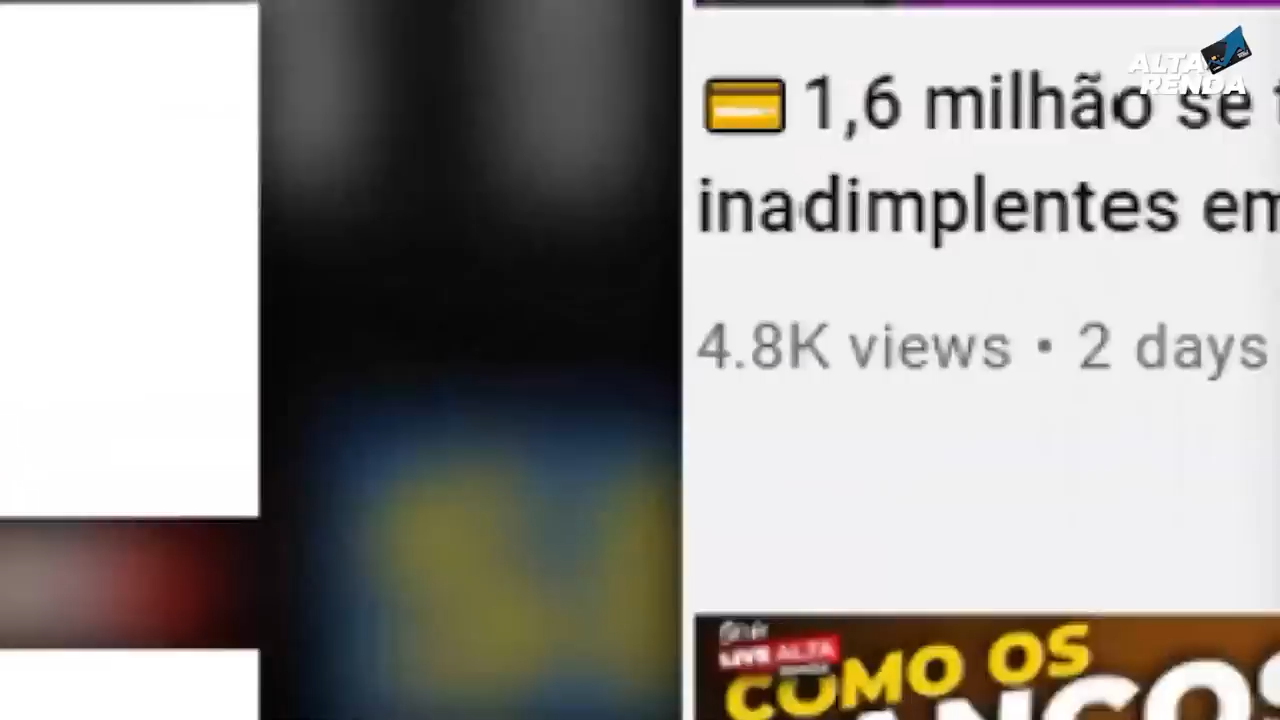 ALTA
RENDA
1,6 milhão se
inadimplentes em
4.8K views • 2 days
LIVE ALTA
COMO OS